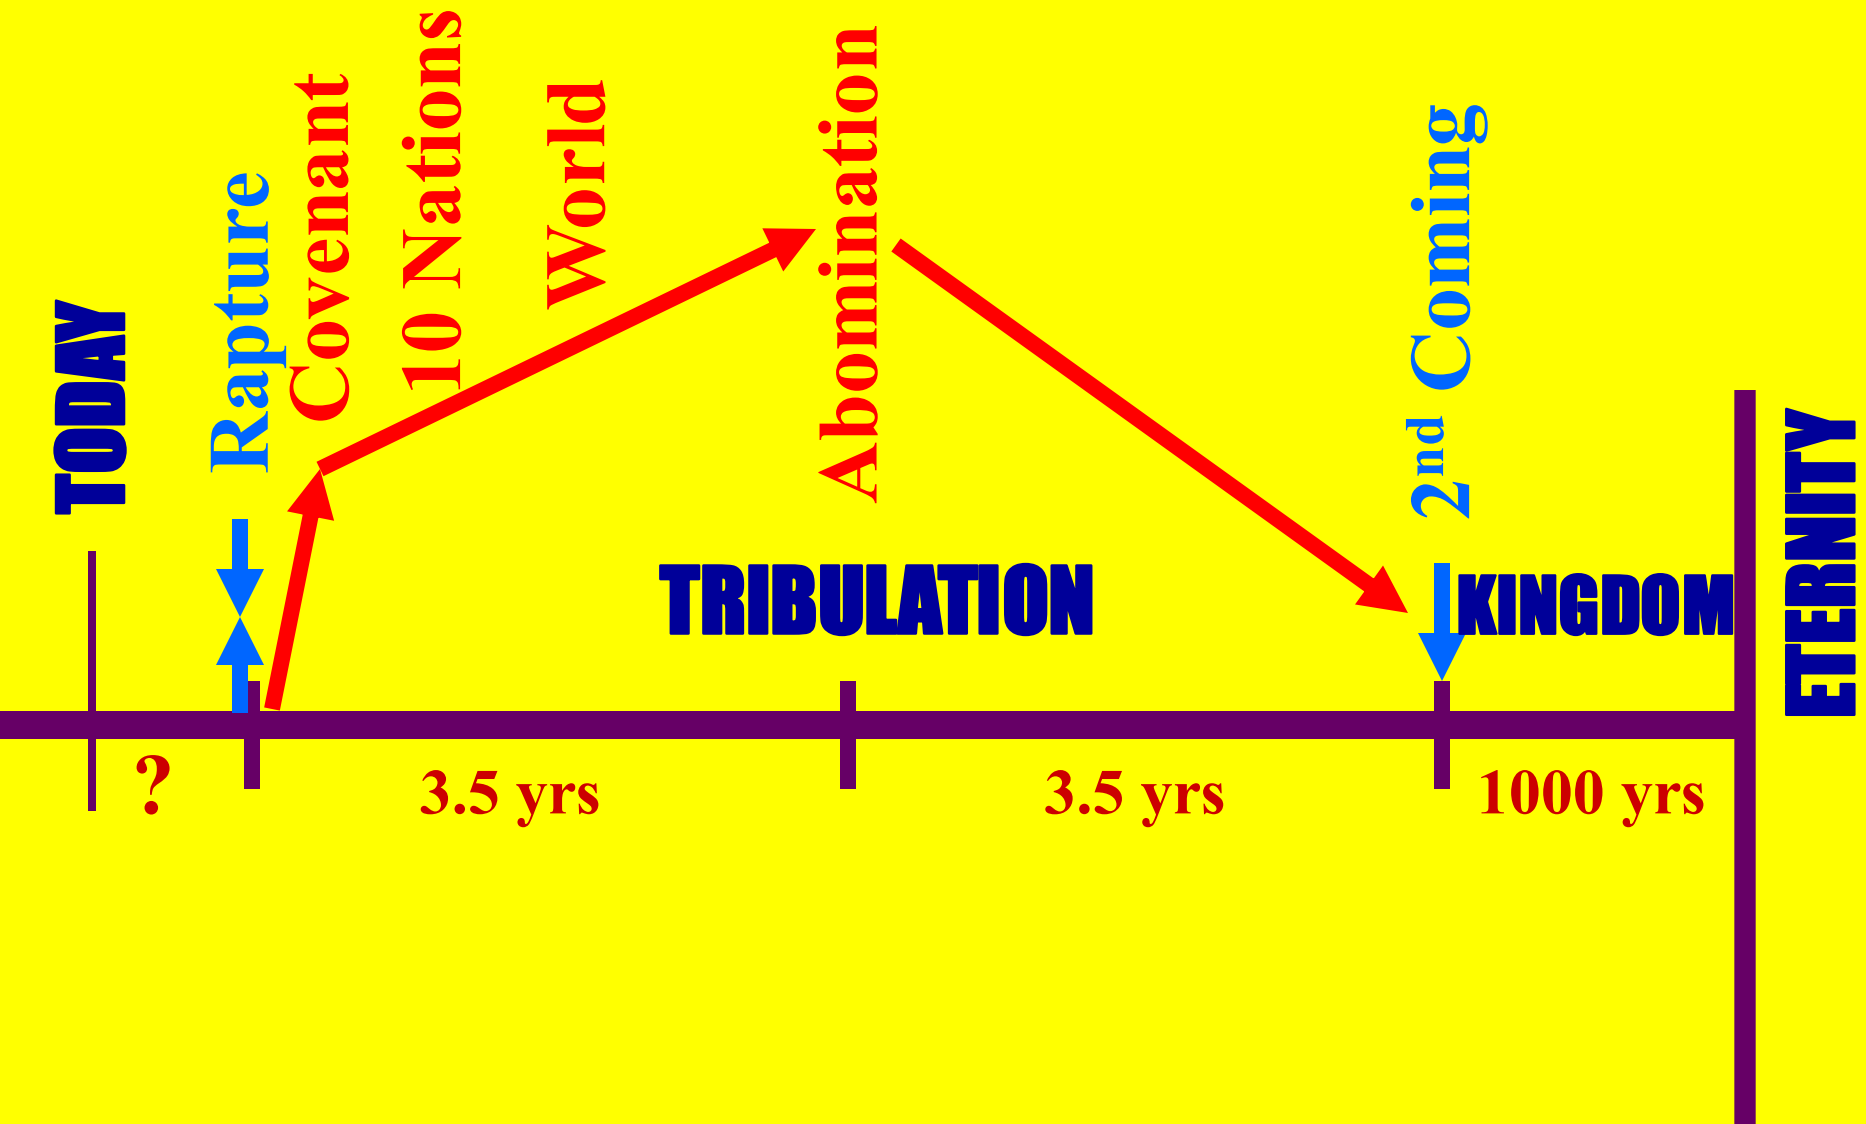 TODAY
Rapture
Covenant
10 Nations
World
Abomination
2nd Coming
TRIBULATION
KINGDOM
ETERNITY
?
3.5 yrs
3.5 yrs
1000 yrs